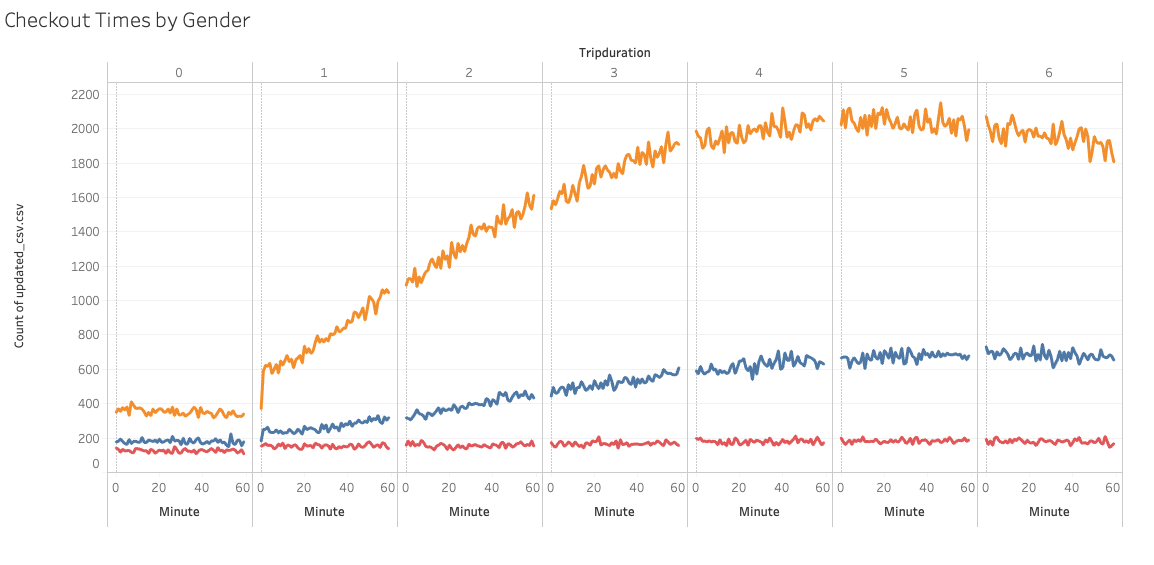 Checkout Times by Gender
Tripduration
0 1 2 3 4 5 6
2200
2000
1800
1600
1400
1200
1000
800
600
400
200
0
Count of updated_csv.csv
0 20 40 60 0 20 40 60 0 20 40 60 0 20 40 60 0 20 40 60 0 20 40 60 0 20 40 60
Minute Minute Minute Minute Minute Minute Minute